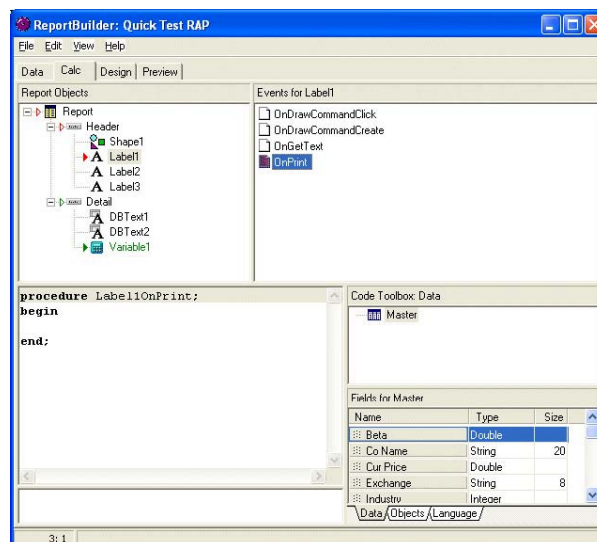 ReportBuilder: Quick Test RAP
File Edit View Help
Data Calc Design Preview
Report Objects
Report
Header
Shape1
Label1
Label2
Label3
Detail
DBText1
DBText2
Variable1
Events for Label1
OnDrawCommandClick
OnDrawCommandCreate
OnGetText
OnPrint
procedure Label1OnPrint;
begin
end;
Code Toolbox: Data
Master
Fields for Master
Name Type Size
Beta Double
Co Name String 20
Cur Price Double
Exchange String 8
Industry Integer
Data Objects Language
3: 1